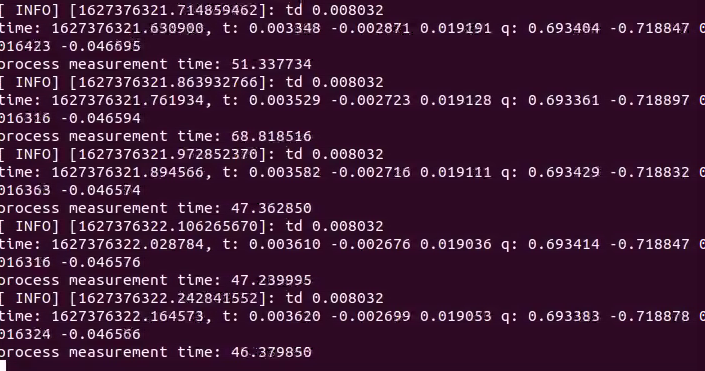 [ INFO] [1627376321.714859462]: td 0.008032
time: 1627376321.630900, t: 0.003348 -0.002871 0.019191 q: 0.693404 -0.718847 0
016423 -0.046695
process measurement time: 51.337734
[ INFO] [1627376321.863932766]: td 0.008032
time: 1627376321.761934, t: 0.003529 -0.002723 0.019128 q: 0.693361 -0.718897 0
016316 -0.046594
process measurement time: 68.818516
[ INFO] [1627376321.972852370]: td 0.008032
time: 1627376321.894566, t: 0.003582 -0.002716 0.019111 q: 0.693429 -0.718832 0
016363 -0.046574
process measurement time: 47.362850
[ INFO] [1627376322.106265670]: td 0.008032
time: 1627376322.028784, t: 0.003610 -0.002676 0.019036 q: 0.693414 -0.718847 0
016316 -0.046576
process measurement time: 47.239995
[ INFO] [1627376322.242841552]: td 0.008032
time: 1627376322.164573, t: 0.003620 -0.002699 0.019053 q: 0.693383 -0.718878 0
016324 -0.046566
process measurement time: 46.379850